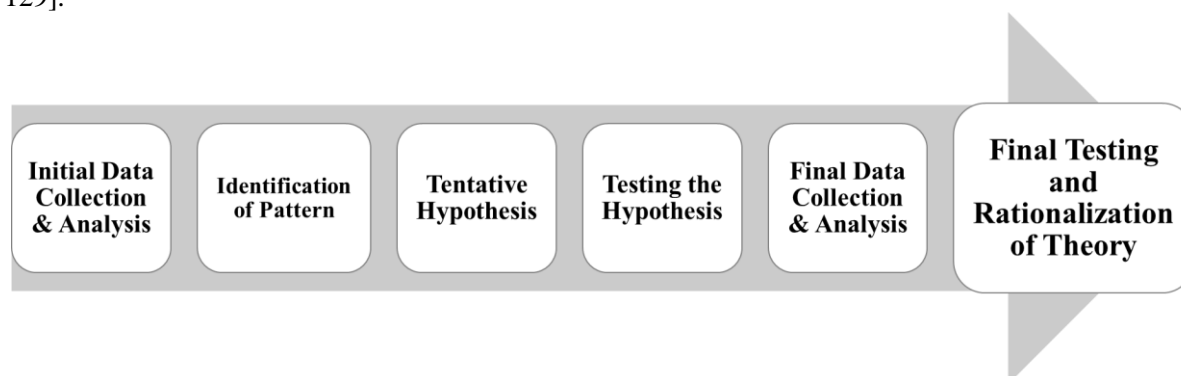 129].
Initial Data
Collection
& Analysis
Identification
of Pattern
Tentative
Hypothesis
Testing the
Hypothesis
Final Data
Collection
& Analysis
Final Testing
and
Rationalization
of Theory